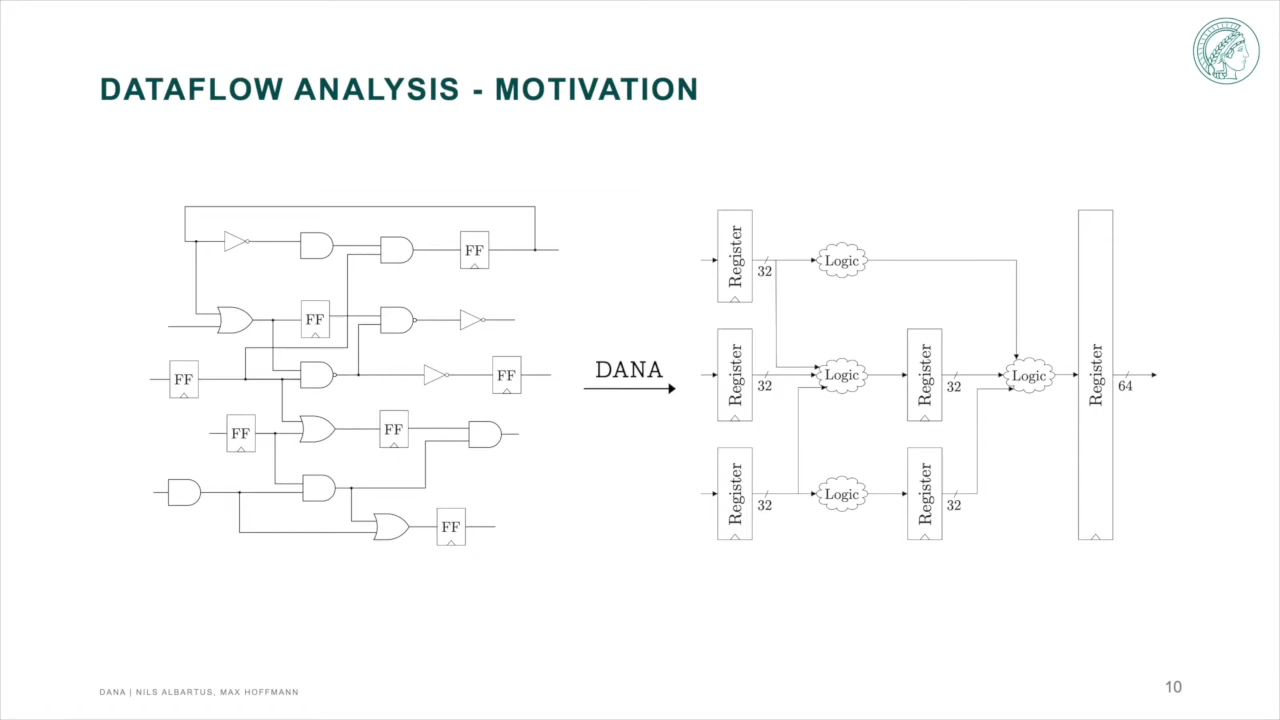 DATAFLOW ANALYSIS - MOTIVATION
FF
FF
FF
FF
FF
FF
FF
DANA
Register
32
Logic
Register
32
Logic
Register
32
Logic
Register
32
Logic
Register
32
Register
64
DANA | NILS ALBARTUS, MAX HOFFMANN
10